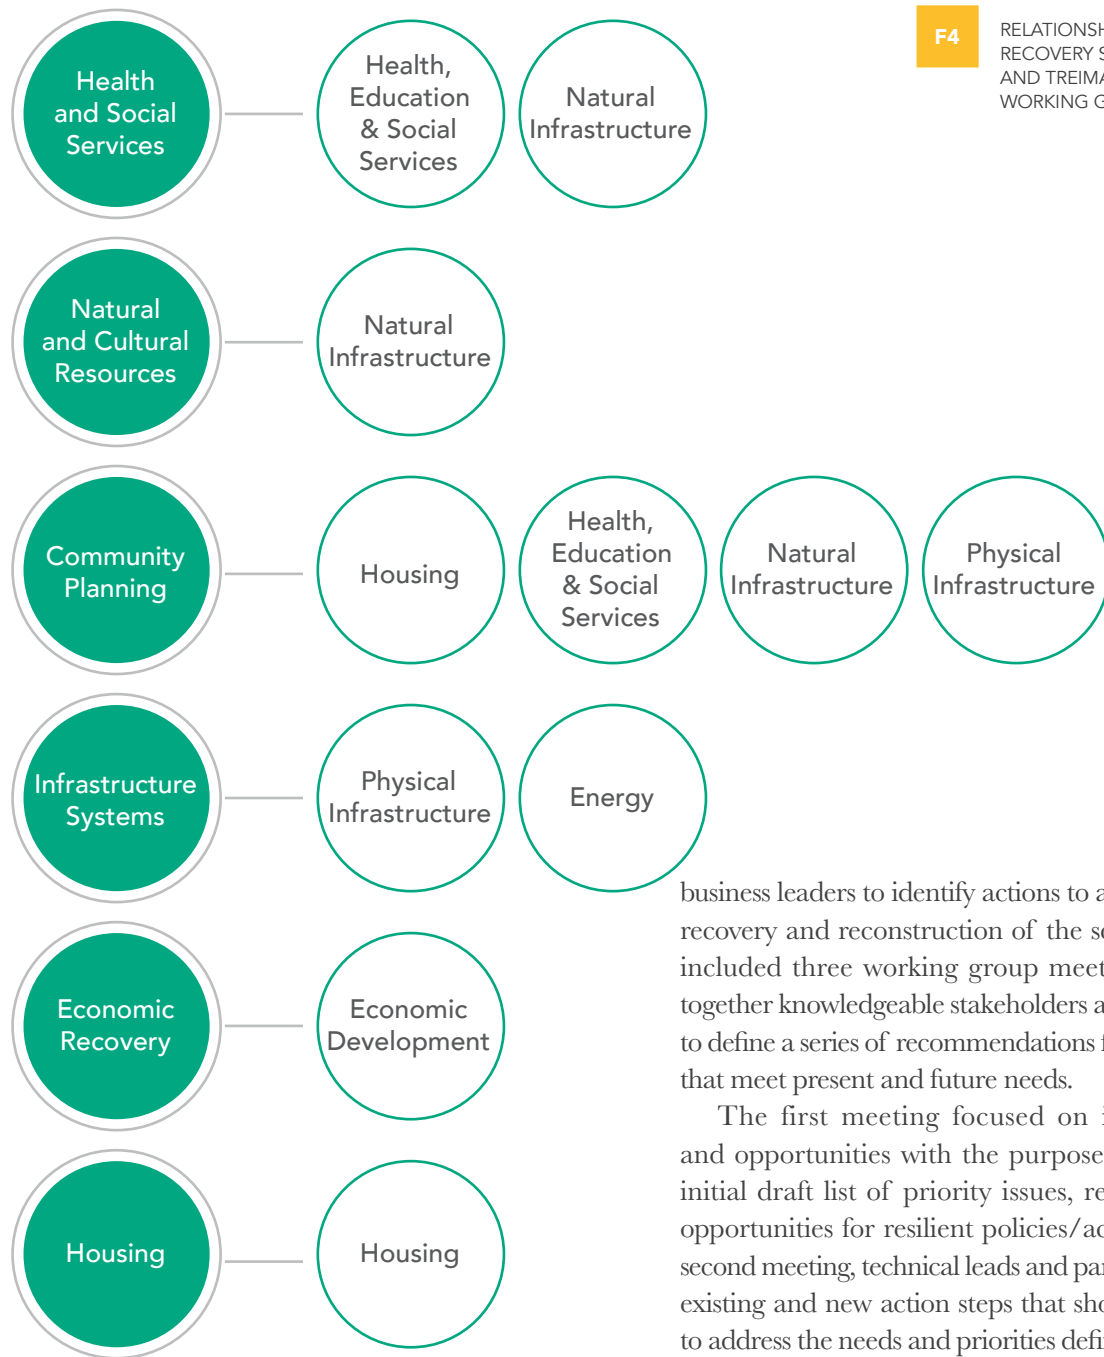 F4
RELATIONSH
RECOVERY S
AND TREIMA
WORKING G
Health
and Social
Services
Health,
Education
& Social
Services
Natural
Infrastructure
Natural
and Cultural
Resources
Natural
Infrastructure
Community
Planning
Housing
Health,
Education
& Social
Services
Natural
Infrastructure
Physical
Infrastructure
Infrastructure
Systems
Physical
Infrastructure
Energy
Economic
Recovery
Economic
Development
Housing
Housing
business leaders to identify actions to a
recovery and reconstruction of the se
included three working group meet
together knowledgeable stakeholders a
to define a series of recommendations f
that meet present and future needs.
The first meeting focused on i
and opportunities with the purpose
initial draft list of priority issues, re
opportunities for resilient policies/ac
second meeting, technical leads and par
existing and new action steps that sho
to address the needs and priorities defin